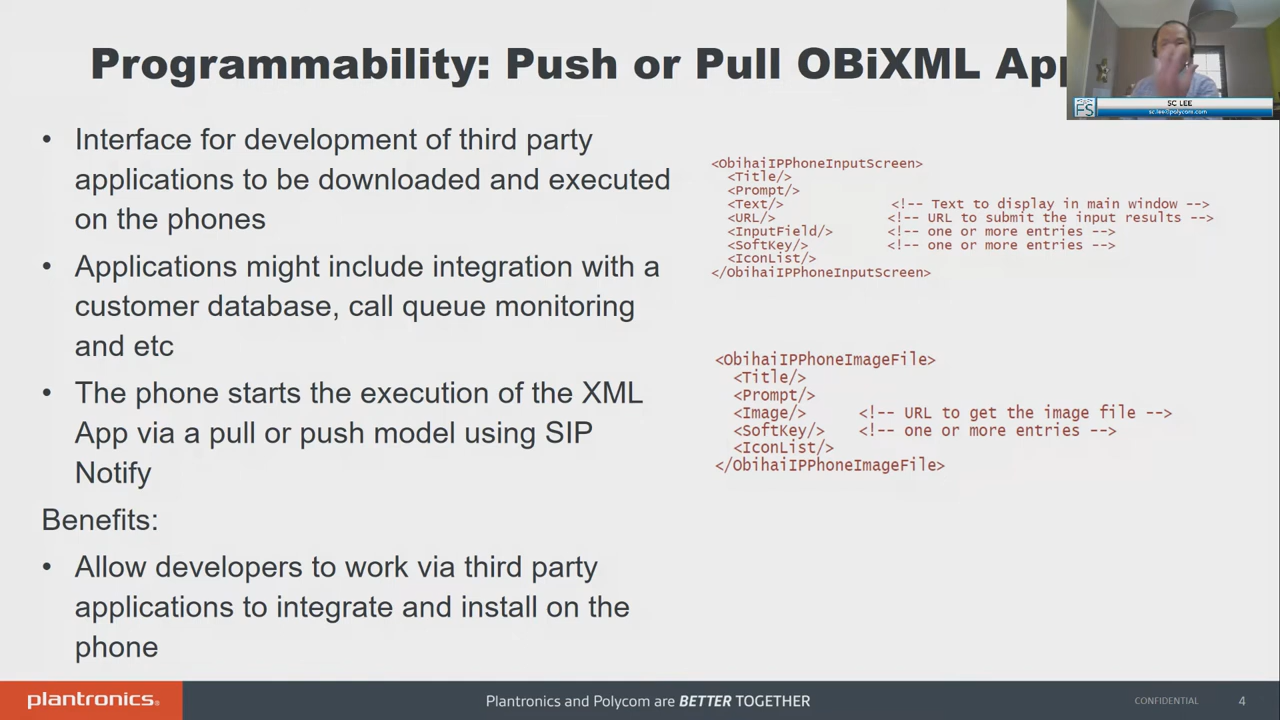 Programmability: Push or Pull OBiXML App
SC LEE
sc.lee@polycom.com
• Interface for development of third party
applications to be downloaded and executed
on the phones
• Applications might include integration with a
customer database, call queue monitoring
and etc
• The phone starts the execution of the XML
App via a pull or push model using SIP
Notify
Benefits:
• Allow developers to work via third party
applications to integrate and install on the
phone
<ObihaiIPPhoneInputScreen>
<Title/>
<Prompt/>
<Text/> <!-- Text to display in main window -->
<URL/> <!-- URL to submit the input results -->
<InputField/> <!-- one or more entries -->
<SoftKey/> <!-- one or more entries -->
<IconList/>
</ObihaiIPPhoneInputScreen>
<ObihaiIPPhoneImageFile>
<Title/>
<Prompt/>
<Image/> <!-- URL to get the image file -->
<SoftKey/> <!-- one or more entries -->
<IconList/>
</ObihaiIPPhoneImageFile>
plantronics.
Plantronics and Polycom are BETTER TOGETHER
CONFIDENTIAL
4